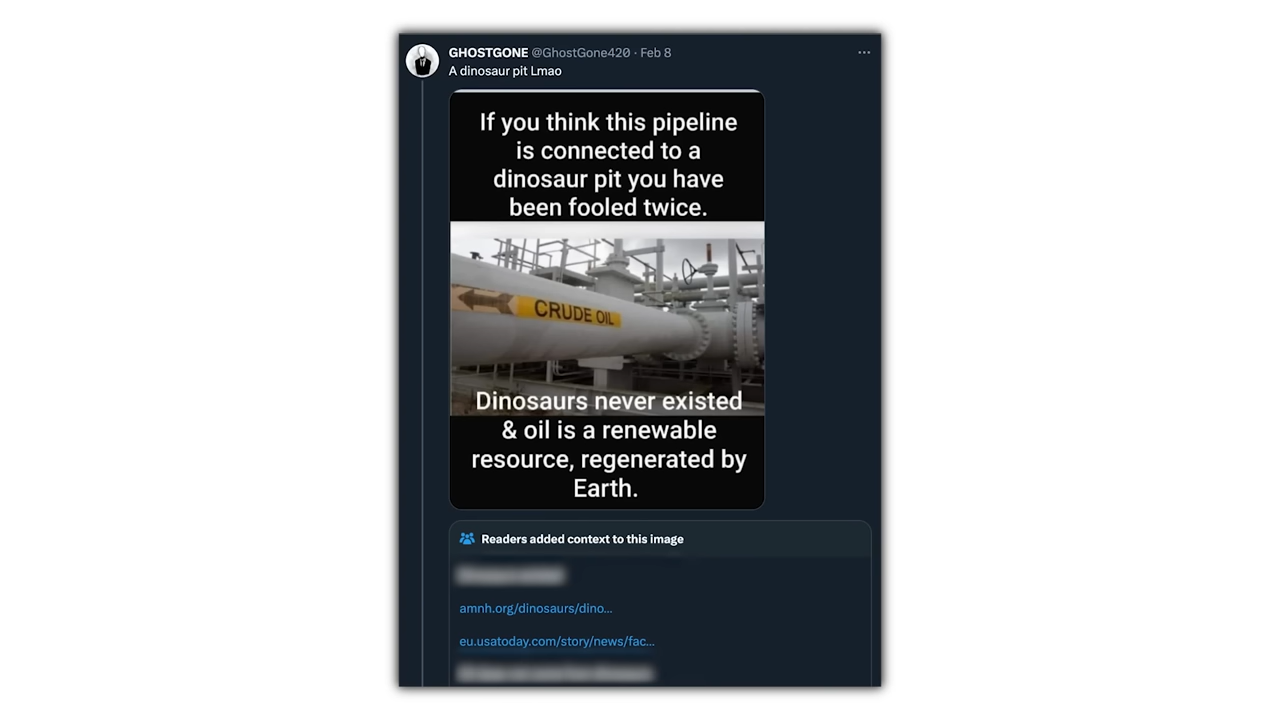 GHOSTGONE @GhostGone420 · Feb 8 ...
A dinosaur pit Lmao
If you think this pipeline
is connected to a
dinosaur pit you have
been fooled twice.
CRUDE OIL
Dinosaurs never existed
& oil is a renewable
resource, regenerated by
Earth.
Readers added context to this image
amnh.org/dinosaurs/dino...
eu.usatoday.com/story/news/fac...